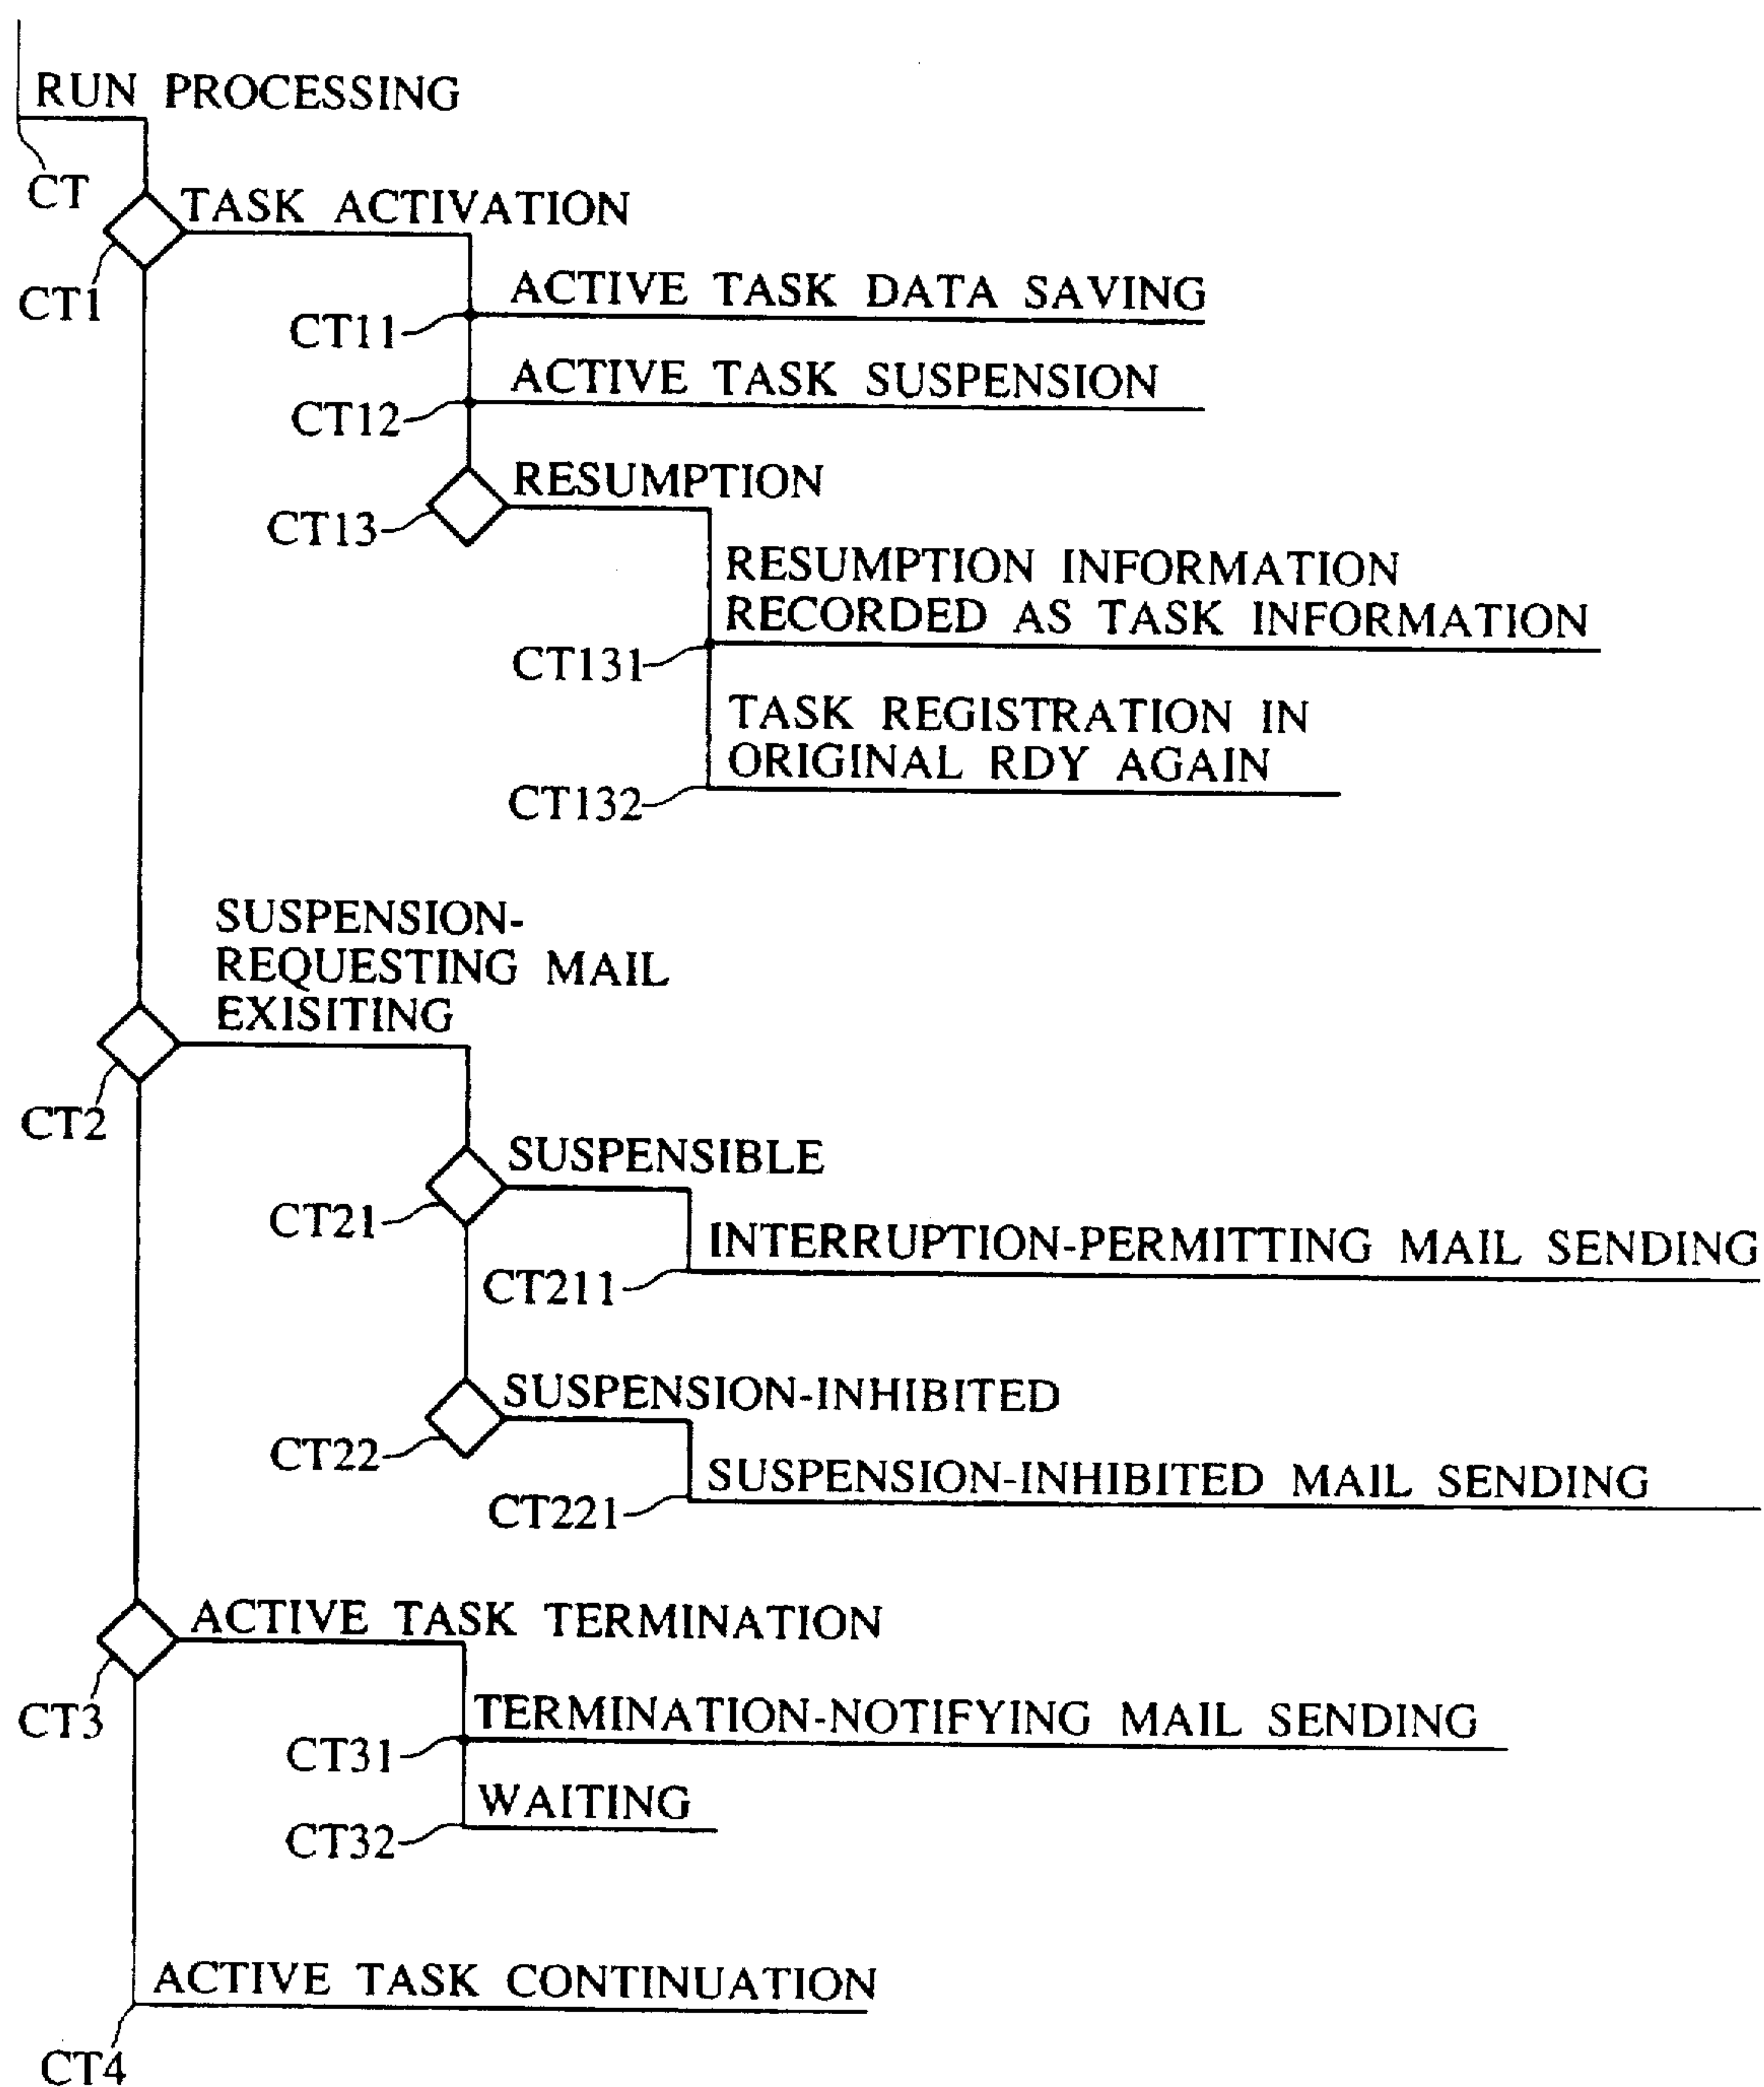 RUN PROCESSING
CT
TASK ACTIVATION
CT1
ACTIVE TASK DATA SAVING
CT11
ACTIVE TASK SUSPENSION
CT12
RESUMPTION
CT13
RESUMPTION INFORMATION
RECORDED AS TASK INFORMATION
CT131
TASK REGISTRATION IN
ORIGINAL RDY AGAIN
CT132
SUSPENSION-
REQUESTING MAIL
EXISITING
CT2
SUSPENSIBLE
CT21
INTERRUPTION-PERMITTING MAIL SENDING
CT211
SUSPENSION-INHIBITED
CT22
SUSPENSION-INHIBITED MAIL SENDING
CT221
ACTIVE TASK TERMINATION
CT3
TERMINATION-NOTIFYING MAIL SENDING
CT31
WAITING
CT32
ACTIVE TASK CONTINUATION
CT4